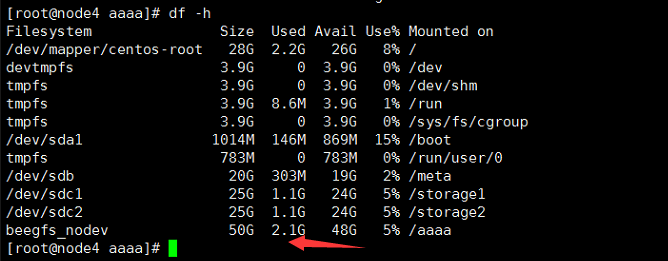 [root@node4 aaaa]# df -h
Filesystem Size Used Avail Use% Mounted on
/dev/mapper/centos-root 28G 2.2G 26G 8% /
devtmpfs 3.9G 0 3.9G 0% /dev
tmpfs 3.9G 0 3.9G 0% /dev/shm
tmpfs 3.9G 8.6M 3.9G 1% /run
tmpfs 3.9G 0 3.9G 0% /sys/fs/cgroup
/dev/sda1 1014M 146M 869M 15% /boot
tmpfs 783M 0 783M 0% /run/user/0
/dev/sdb 20G 303M 19G 2% /meta
/dev/sdc1 25G 1.1G 24G 5% /storage1
/dev/sdc2 25G 1.1G 24G 5% /storage2
beegfs_nodev 50G 2.1G 48G 5% /aaaa
[root@node4 aaaa]#